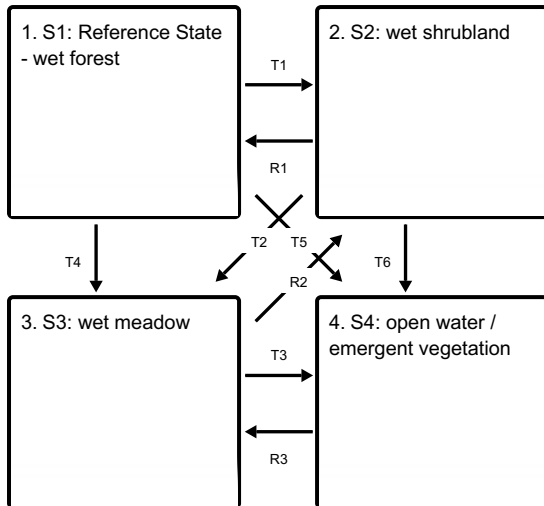 1. S1: Reference State
- wet forest
2. S2: wet shrubland
T1
R1
T4
T2
T5
T6
R2
3. S3: wet meadow
4. S4: open water /
emergent vegetation
T3
R3